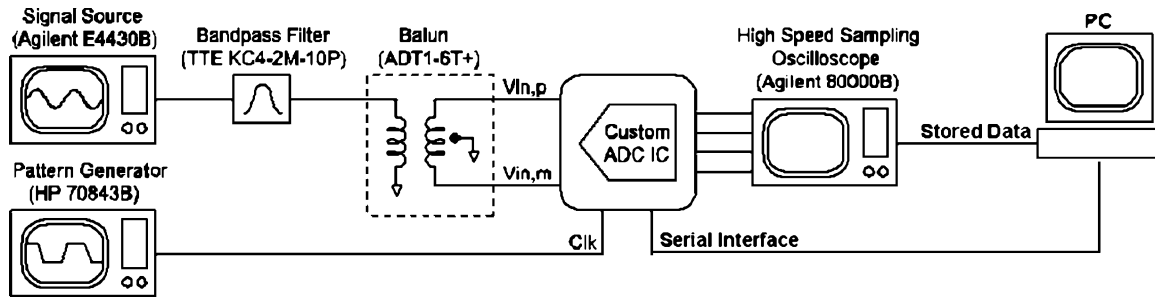 Signal Source
(Agilent E4430B)
Bandpass Filter
(TTE KC4-2M-10P)
Balun
(ADT1-6T+)
High Speed Sampling
Oscilloscope
(Agilent 80000B)
PC
VIn,p
Custom
ADC IC
Stored Data
Vin,m
Pattern Generator
(HP 70843B)
Clk
Serial Interface